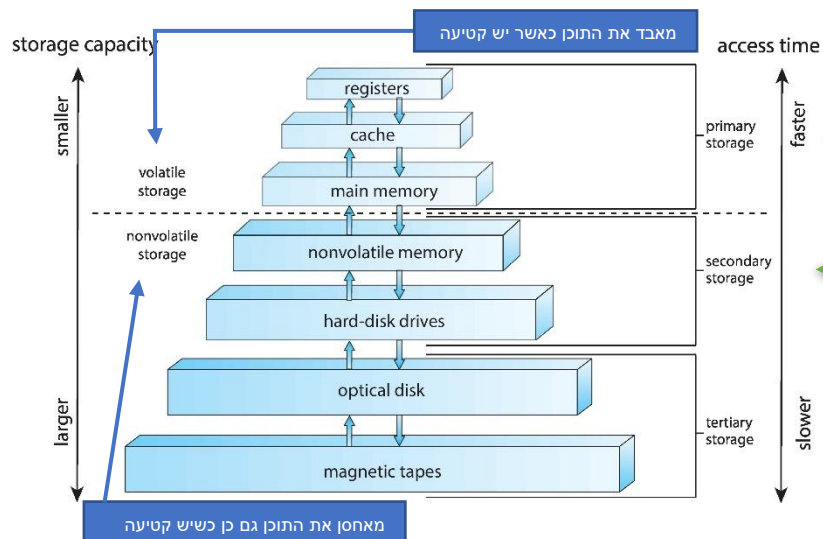 מאבד את התוכן כאשר יש קטיעה
storage capacity
access time
smaller
faster
registers
cache
main memory
primary
storage
volatile
storage
nonvolatile
storage
nonvolatile memory
hard-disk drives
secondary
storage
optical disk
magnetic tapes
tertiary
storage
larger
slower
מאחסן את התוכן גם כן כשיש קטיעה